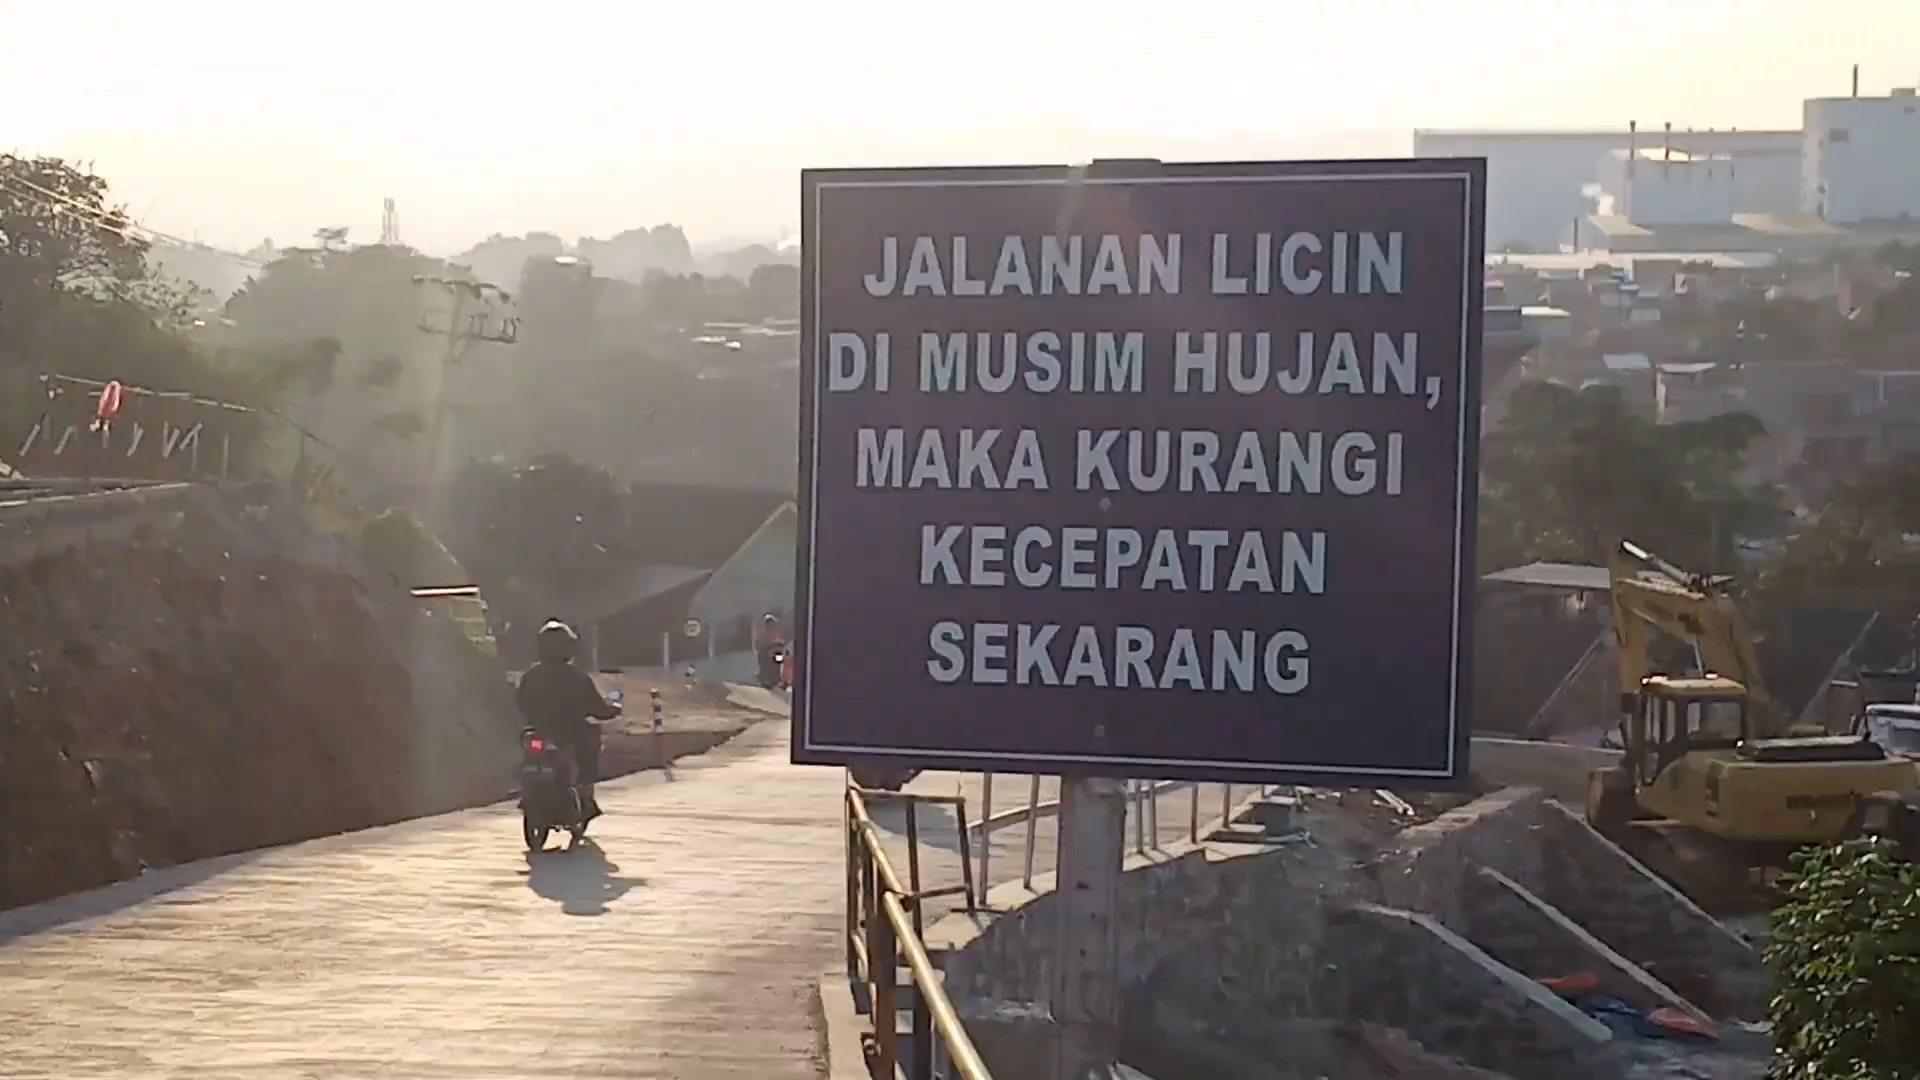 JALANAN LICIN
DI MUSIM HUJAN,
MAKA KURANGI
KECEPATAN
SEKARANG